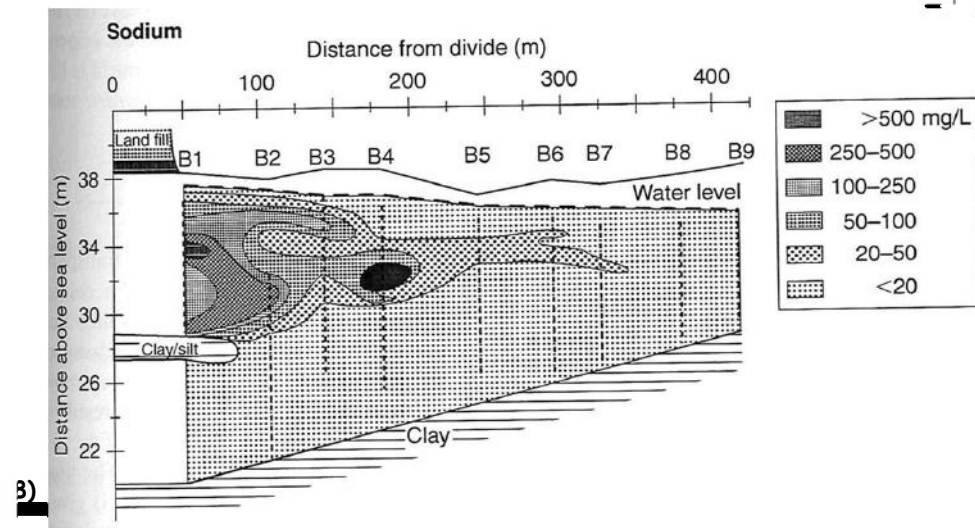 Sodium
Distance from divide (m)
0 100 200 300 400
Land fill
B1 B2 B3 B4 B5 B6 B7 B8 B9
Water level
38
34
30
26
22
Distance above sea level (m)
Clay/silt
Clay
>500 mg/L
250–500
100–250
50–100
20–50
<20
B)